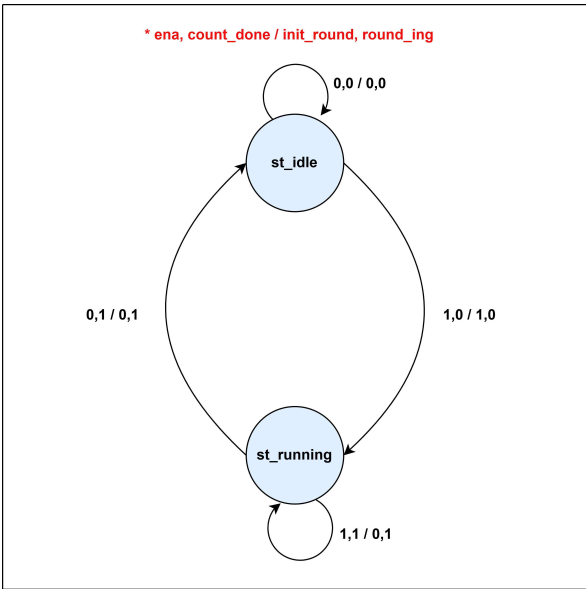 * ena, count_done / init_round, round_ing
0,0 / 0,0
st_idle
0,1 / 0,1
1,0 / 1,0
st_running
1,1 / 0,1